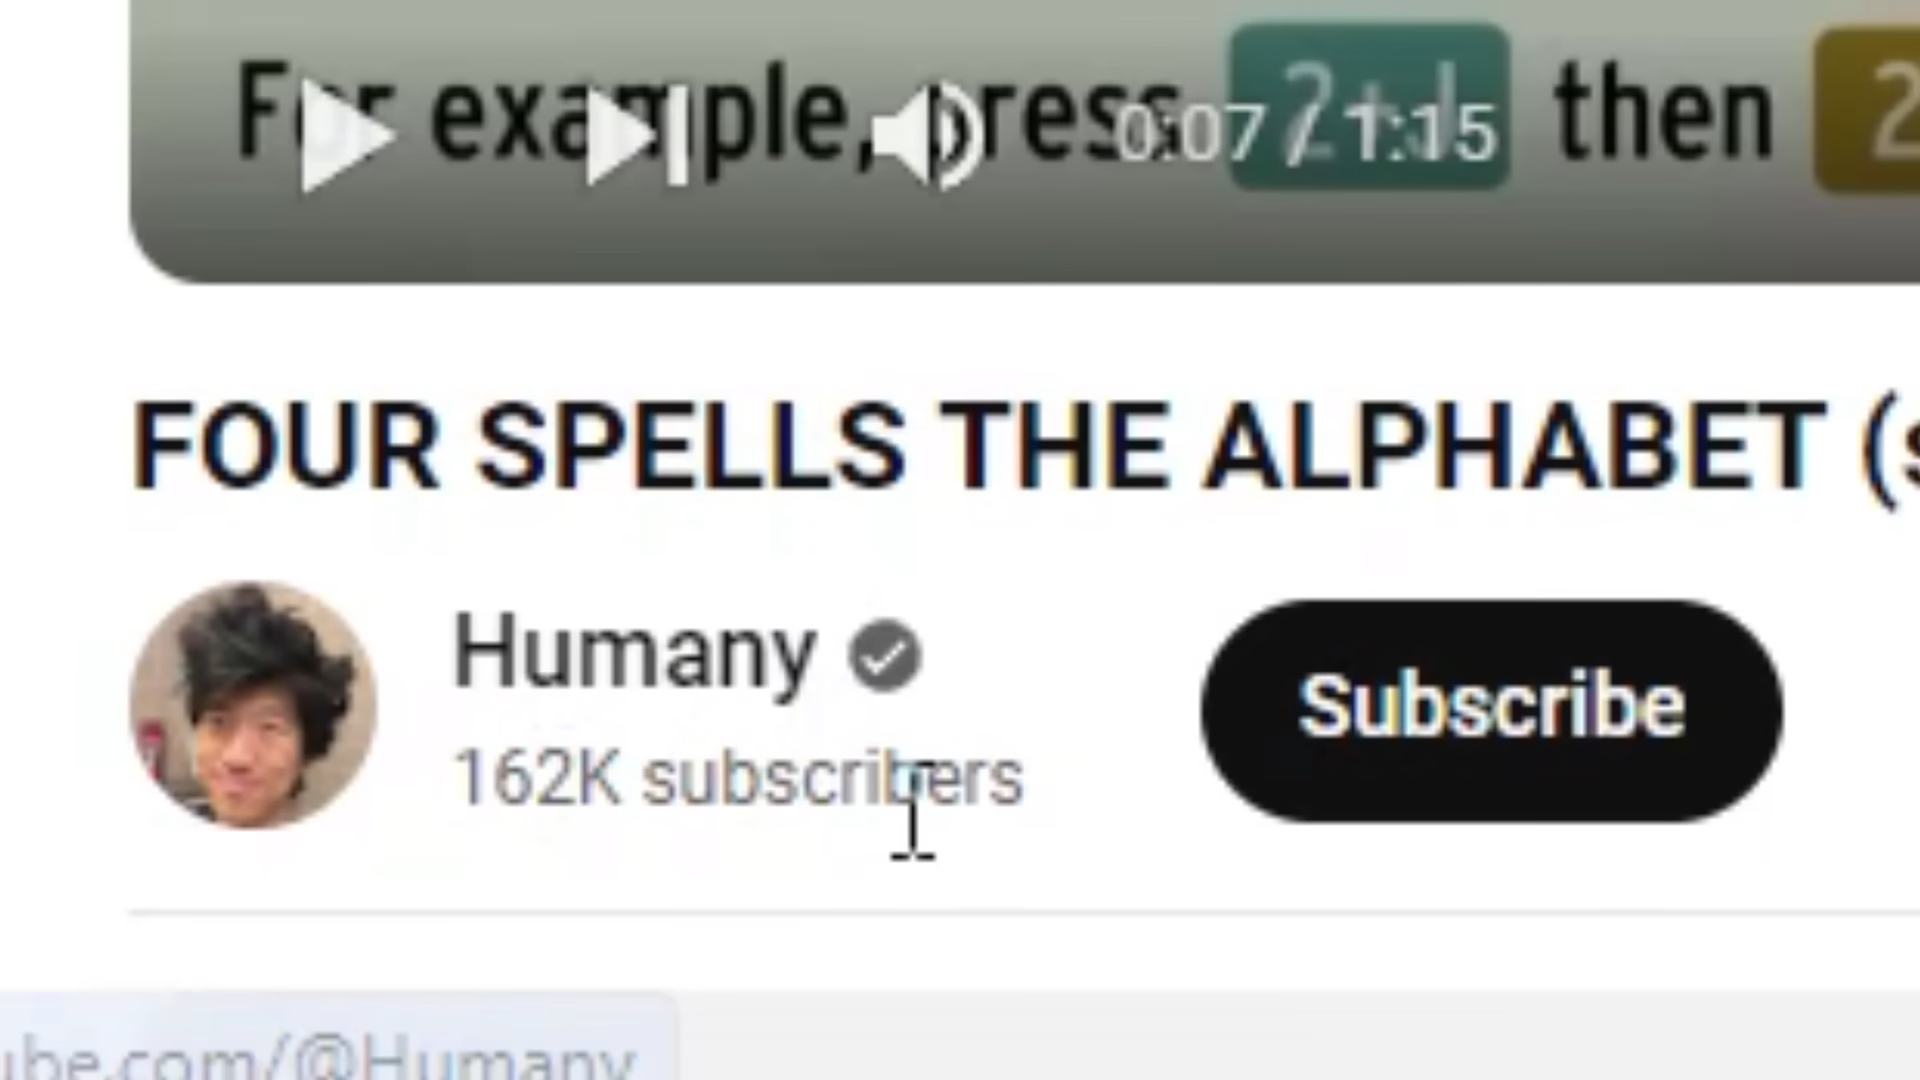 For example, press 2+d then 2
0:07 / 1:15
FOUR SPELLS THE ALPHABET (s
Humany
162K subscribers
Subscribe
ube.com/@Humany